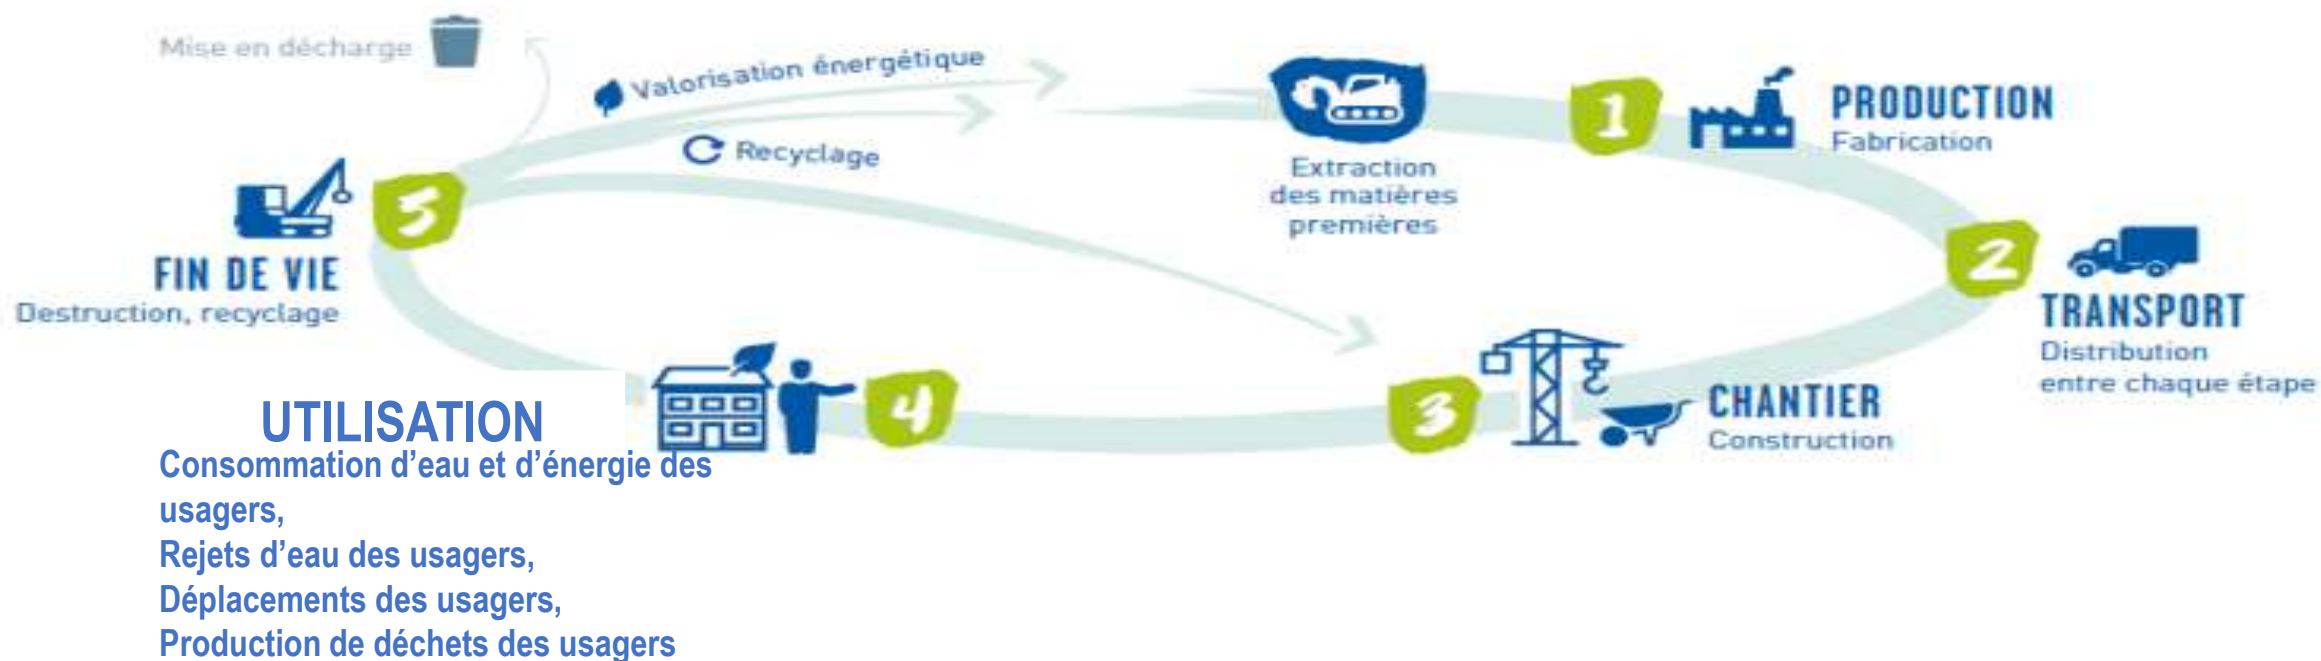 Mise en décharge
Valorisation énergétique
Recyclage
Extraction
des matières
premières
1
PRODUCTION
Fabrication
2
TRANSPORT
Distribution
entre chaque étape
3
CHANTIER
Construction
4
UTILISATION
Consommation d’eau et d’énergie des
usagers,
Rejets d’eau des usagers,
Déplacements des usagers,
Production de déchets des usagers
5
FIN DE VIE
Destruction, recyclage